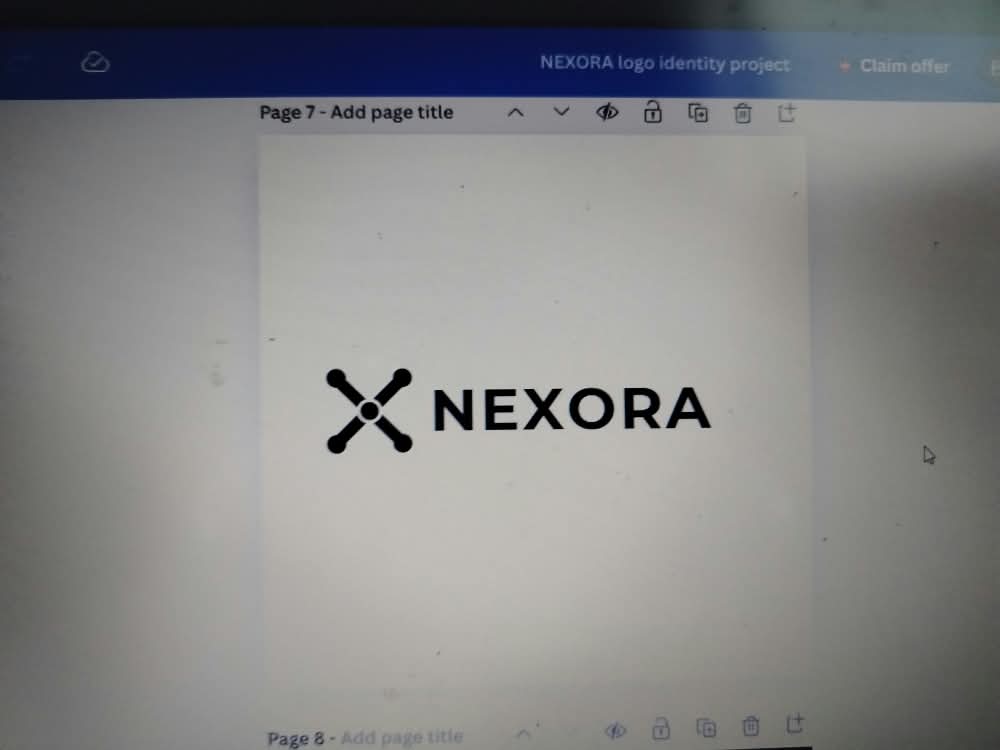 NEXORA logo identity project
Claim offer
Page 7 - Add page title
NEXORA
Page 8 - Add page title